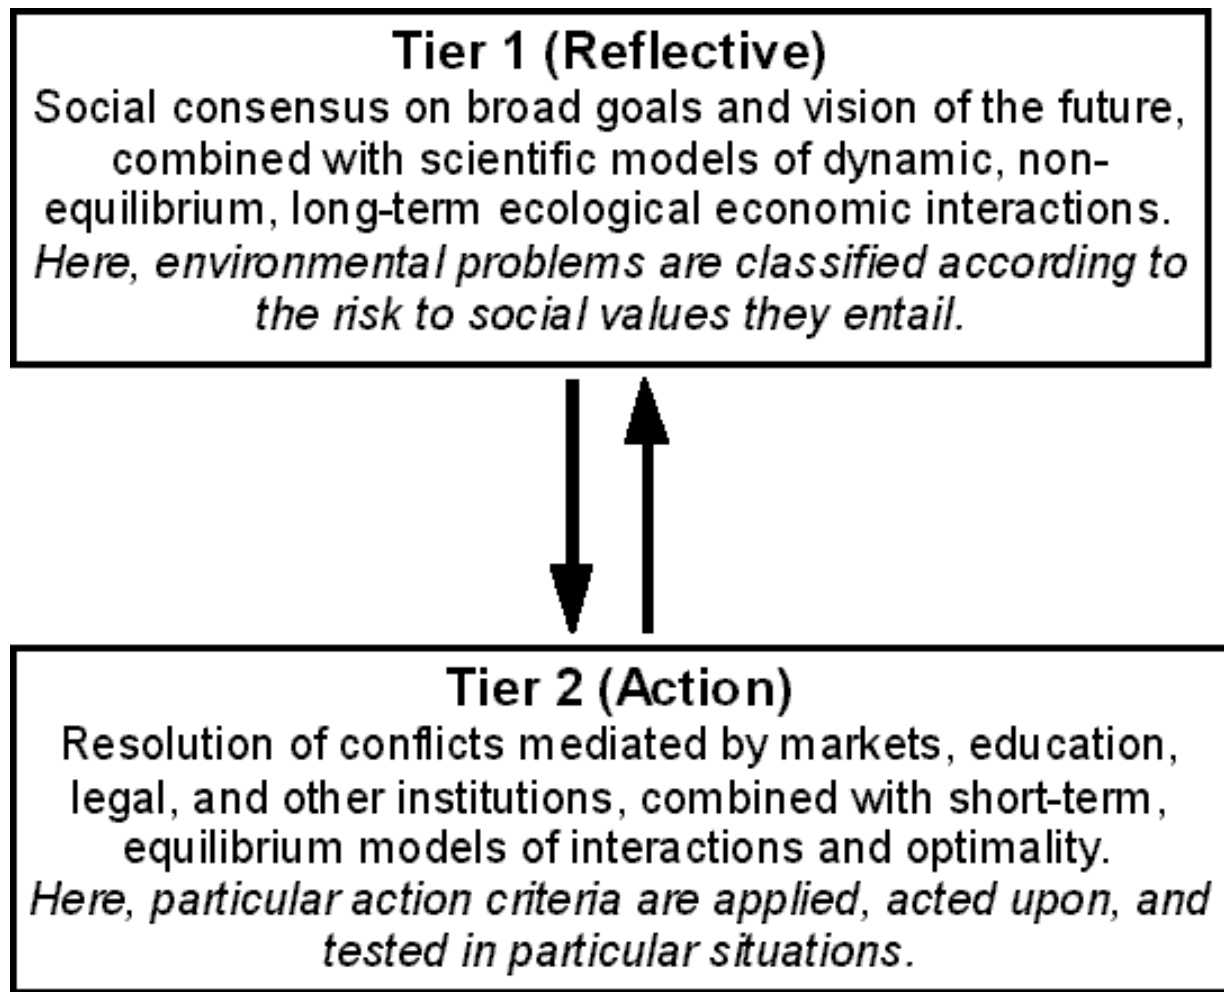 Tier 1 (Reflective)
Social consensus on broad goals and vision of the future,
combined with scientific models of dynamic, non-
equilibrium, long-term ecological economic interactions.
Here, environmental problems are classified according to
the risk to social values they entail.
Tier 2 (Action)
Resolution of conflicts mediated by markets, education,
legal, and other institutions, combined with short-term,
equilibrium models of interactions and optimality.
Here, particular action criteria are applied, acted upon, and
tested in particular situations.